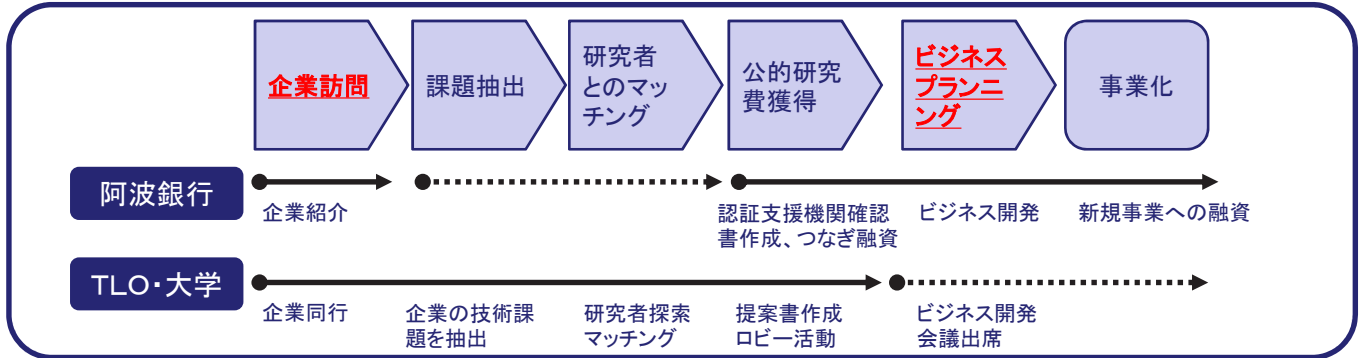 企業訪問
課題抽出
研究者
とのマッ
チング
公的研究
費獲得
ビジネス
プランニ
ング
事業化
阿波銀行
企業紹介
認証支援機関確認
書作成、つなぎ融資
ビジネス開発
新規事業への融資
TLO・大学
企業同行
企業の技術課
題を抽出
研究者探索
マッチング
提案書作成
ロビー活動
ビジネス開発
会議出席